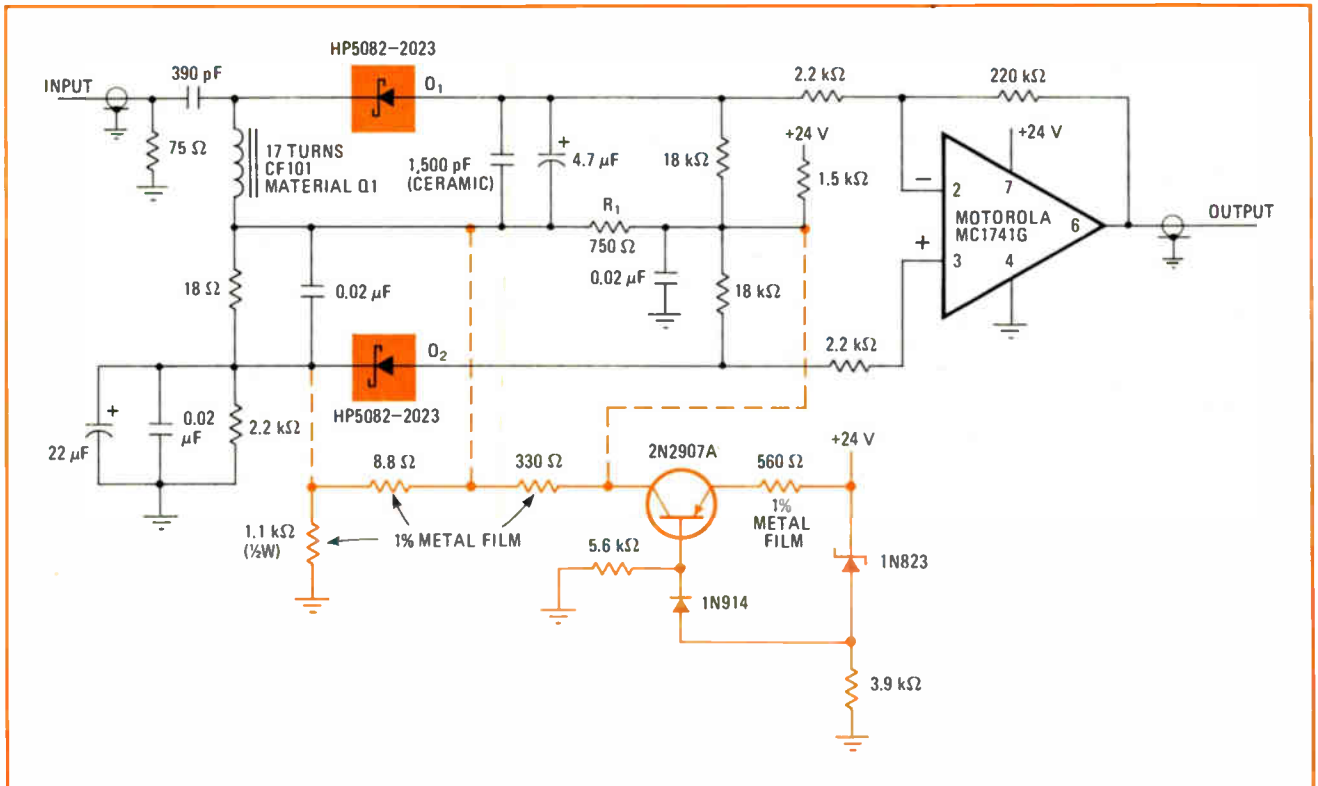 HP5082–2023
INPUT
390 pF
O1
2.2 kΩ
220 kΩ
75 Ω
17 TURNS
CF101
MATERIAL Q1
1,500 pF
(CERAMIC)
+
4.7 μF
18 kΩ
+24 V
1.5 kΩ
+24 V
−
2
7
MOTOROLA
MC1741G
6
OUTPUT
+
3
4
R1
750 Ω
0.02 μF
18 kΩ
18 Ω
0.02 μF
O2
2.2 kΩ
HP5082–2023
+
22 μF
0.02
μF
2.2 kΩ
8.8 Ω
330 Ω
2N2907A
560 Ω
+24 V
1%
METAL
FILM
1.1 kΩ
(½W)
1% METAL FILM
5.6 kΩ
1N914
1N823
3.9 kΩ